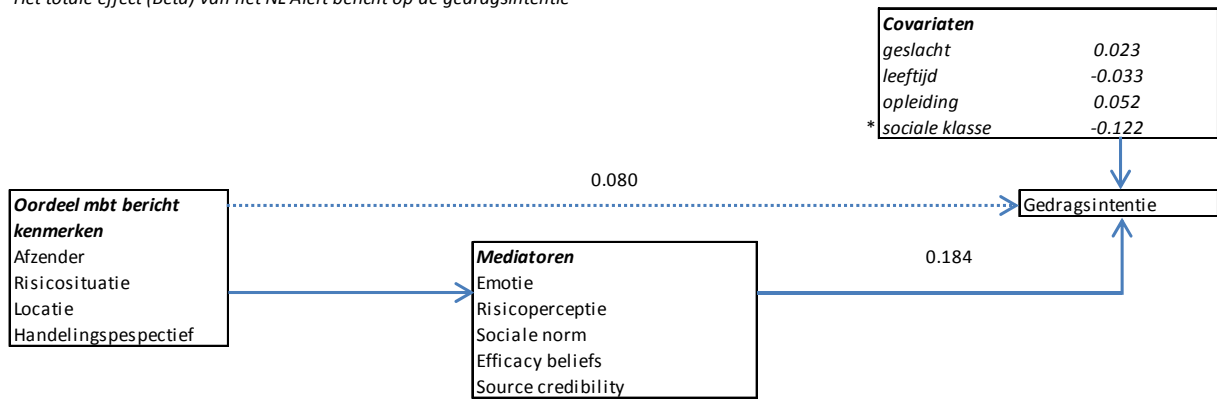 Het totale effect (Beta) van het NL Alert bericht op de gedragsintentie
Covariaten
geslacht 0.023
leeftijd -0.033
opleiding 0.052
* sociale klasse -0.122
0.080
Oordeel mbt bericht
kenmerken
Afzender
Risicosituatie
Locatie
Handelingspespectief
Gedragsintentie
Mediatoren
Emotie
Risicoperceptie
Sociale norm
Efficacy beliefs
Source credibility
0.184